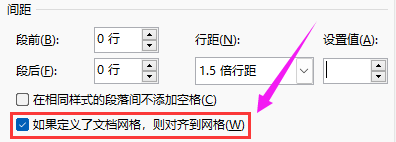 间距
段前(B): 0 行 行距(N): 设置值(A):
段后(F): 0 行 1.5 倍行距
在相同样式的段落间不添加空格(C)
如果定义了文档网格，则对齐到网格(W)